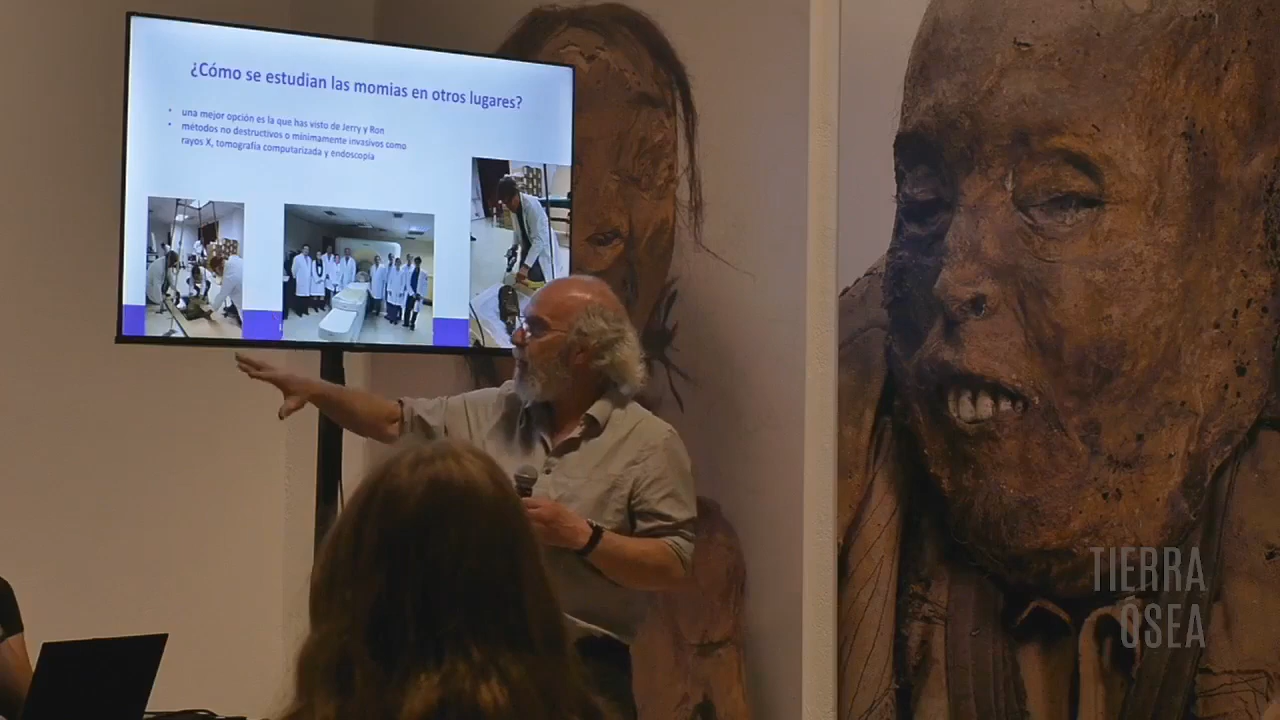 ¿Cómo se estudian las momias en otros lugares?
• una mejor opción es la que has visto de Jerry y Ron
• métodos no destructivos o mínimamente invasivos como
rayos X, tomografía computarizada y endoscopía
TIERRA
ÓSEA